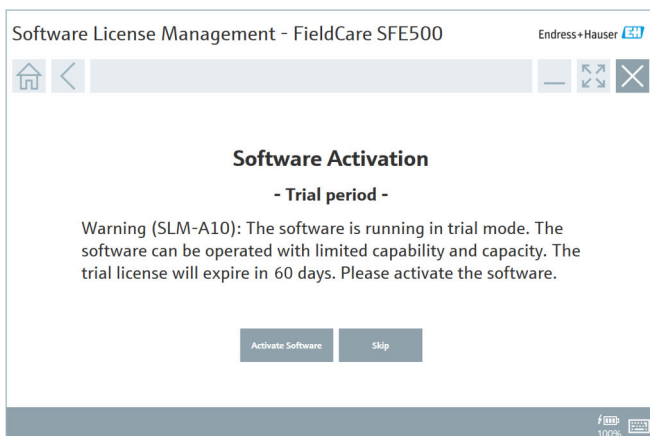 Software License Management - FieldCare SFE500
Endress+Hauser EH
Software Activation
- Trial period -
Warning (SLM-A10): The software is running in trial mode. The
software can be operated with limited capability and capacity. The
trial license will expire in 60 days. Please activate the software.
Activate Software
Skip
100%